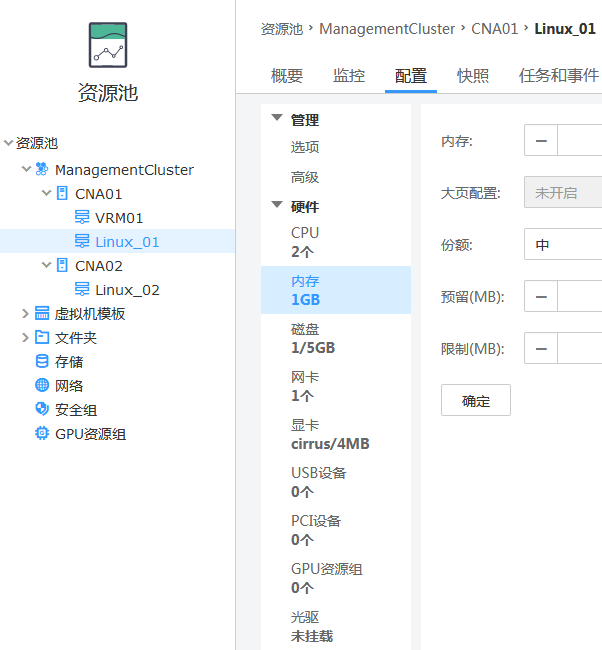 资源池
资源池
ManagementCluster
CNA01
VRM01
Linux_01
CNA02
Linux_02
虚拟机模板
文件夹
存储
网络
安全组
GPU资源组
资源池 › ManagementCluster › CNA01 › Linux_01
概要 监控 配置 快照 任务和事件
管理
选项
高级
硬件
CPU
2个
内存
1GB
磁盘
1/5GB
网卡
1个
显卡
cirrus/4MB
USB设备
0个
PCI设备
0个
GPU资源组
0个
光驱
未挂载
内存:
大页配置: 未开启
份额: 中
预留(MB):
限制(MB):
确定